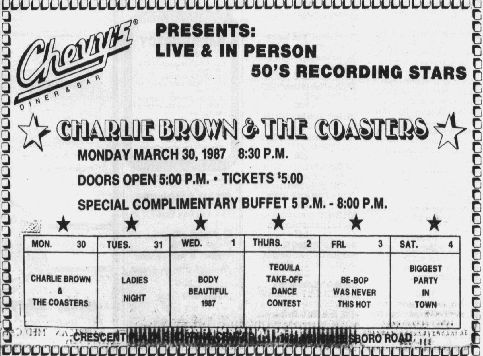 Chevy's
DINER & BAR
PRESENTS:
LIVE & IN PERSON
50'S RECORDING STARS
CHARLIE BROWN & THE COASTERS
MONDAY MARCH 30, 1987 8:30 P.M.
DOORS OPEN 5:00 P.M. • TICKETS $5.00
SPECIAL COMPLIMENTARY BUFFET 5 P.M. - 8:00 P.M.
MON. 30 TUES. 31 WED. 1 THURS. 2 FRI. 3 SAT. 4
CHARLIE BROWN
&
THE COASTERS
LADIES
NIGHT
BODY
BEAUTIFUL
1987
TEQUILA
TAKE-OFF
DANCE
CONTEST
BE-BOP
WAS NEVER
THIS HOT
BIGGEST
PARTY
IN
TOWN
CRESCENT ROAD